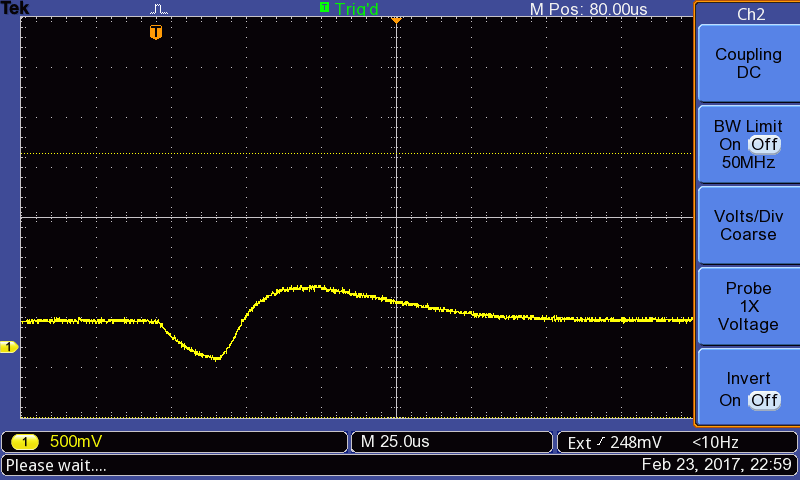 Tek
T Trig'd
M Pos: 80.00us
Ch2
T
Coupling
DC
BW Limit
On Off
50MHz
Volts/Div
Coarse
Probe
1X
Voltage
Invert
On Off
1
1 500mV
M 25.0us
Ext 248mV <10Hz
Please wait....
Feb 23, 2017, 22:59